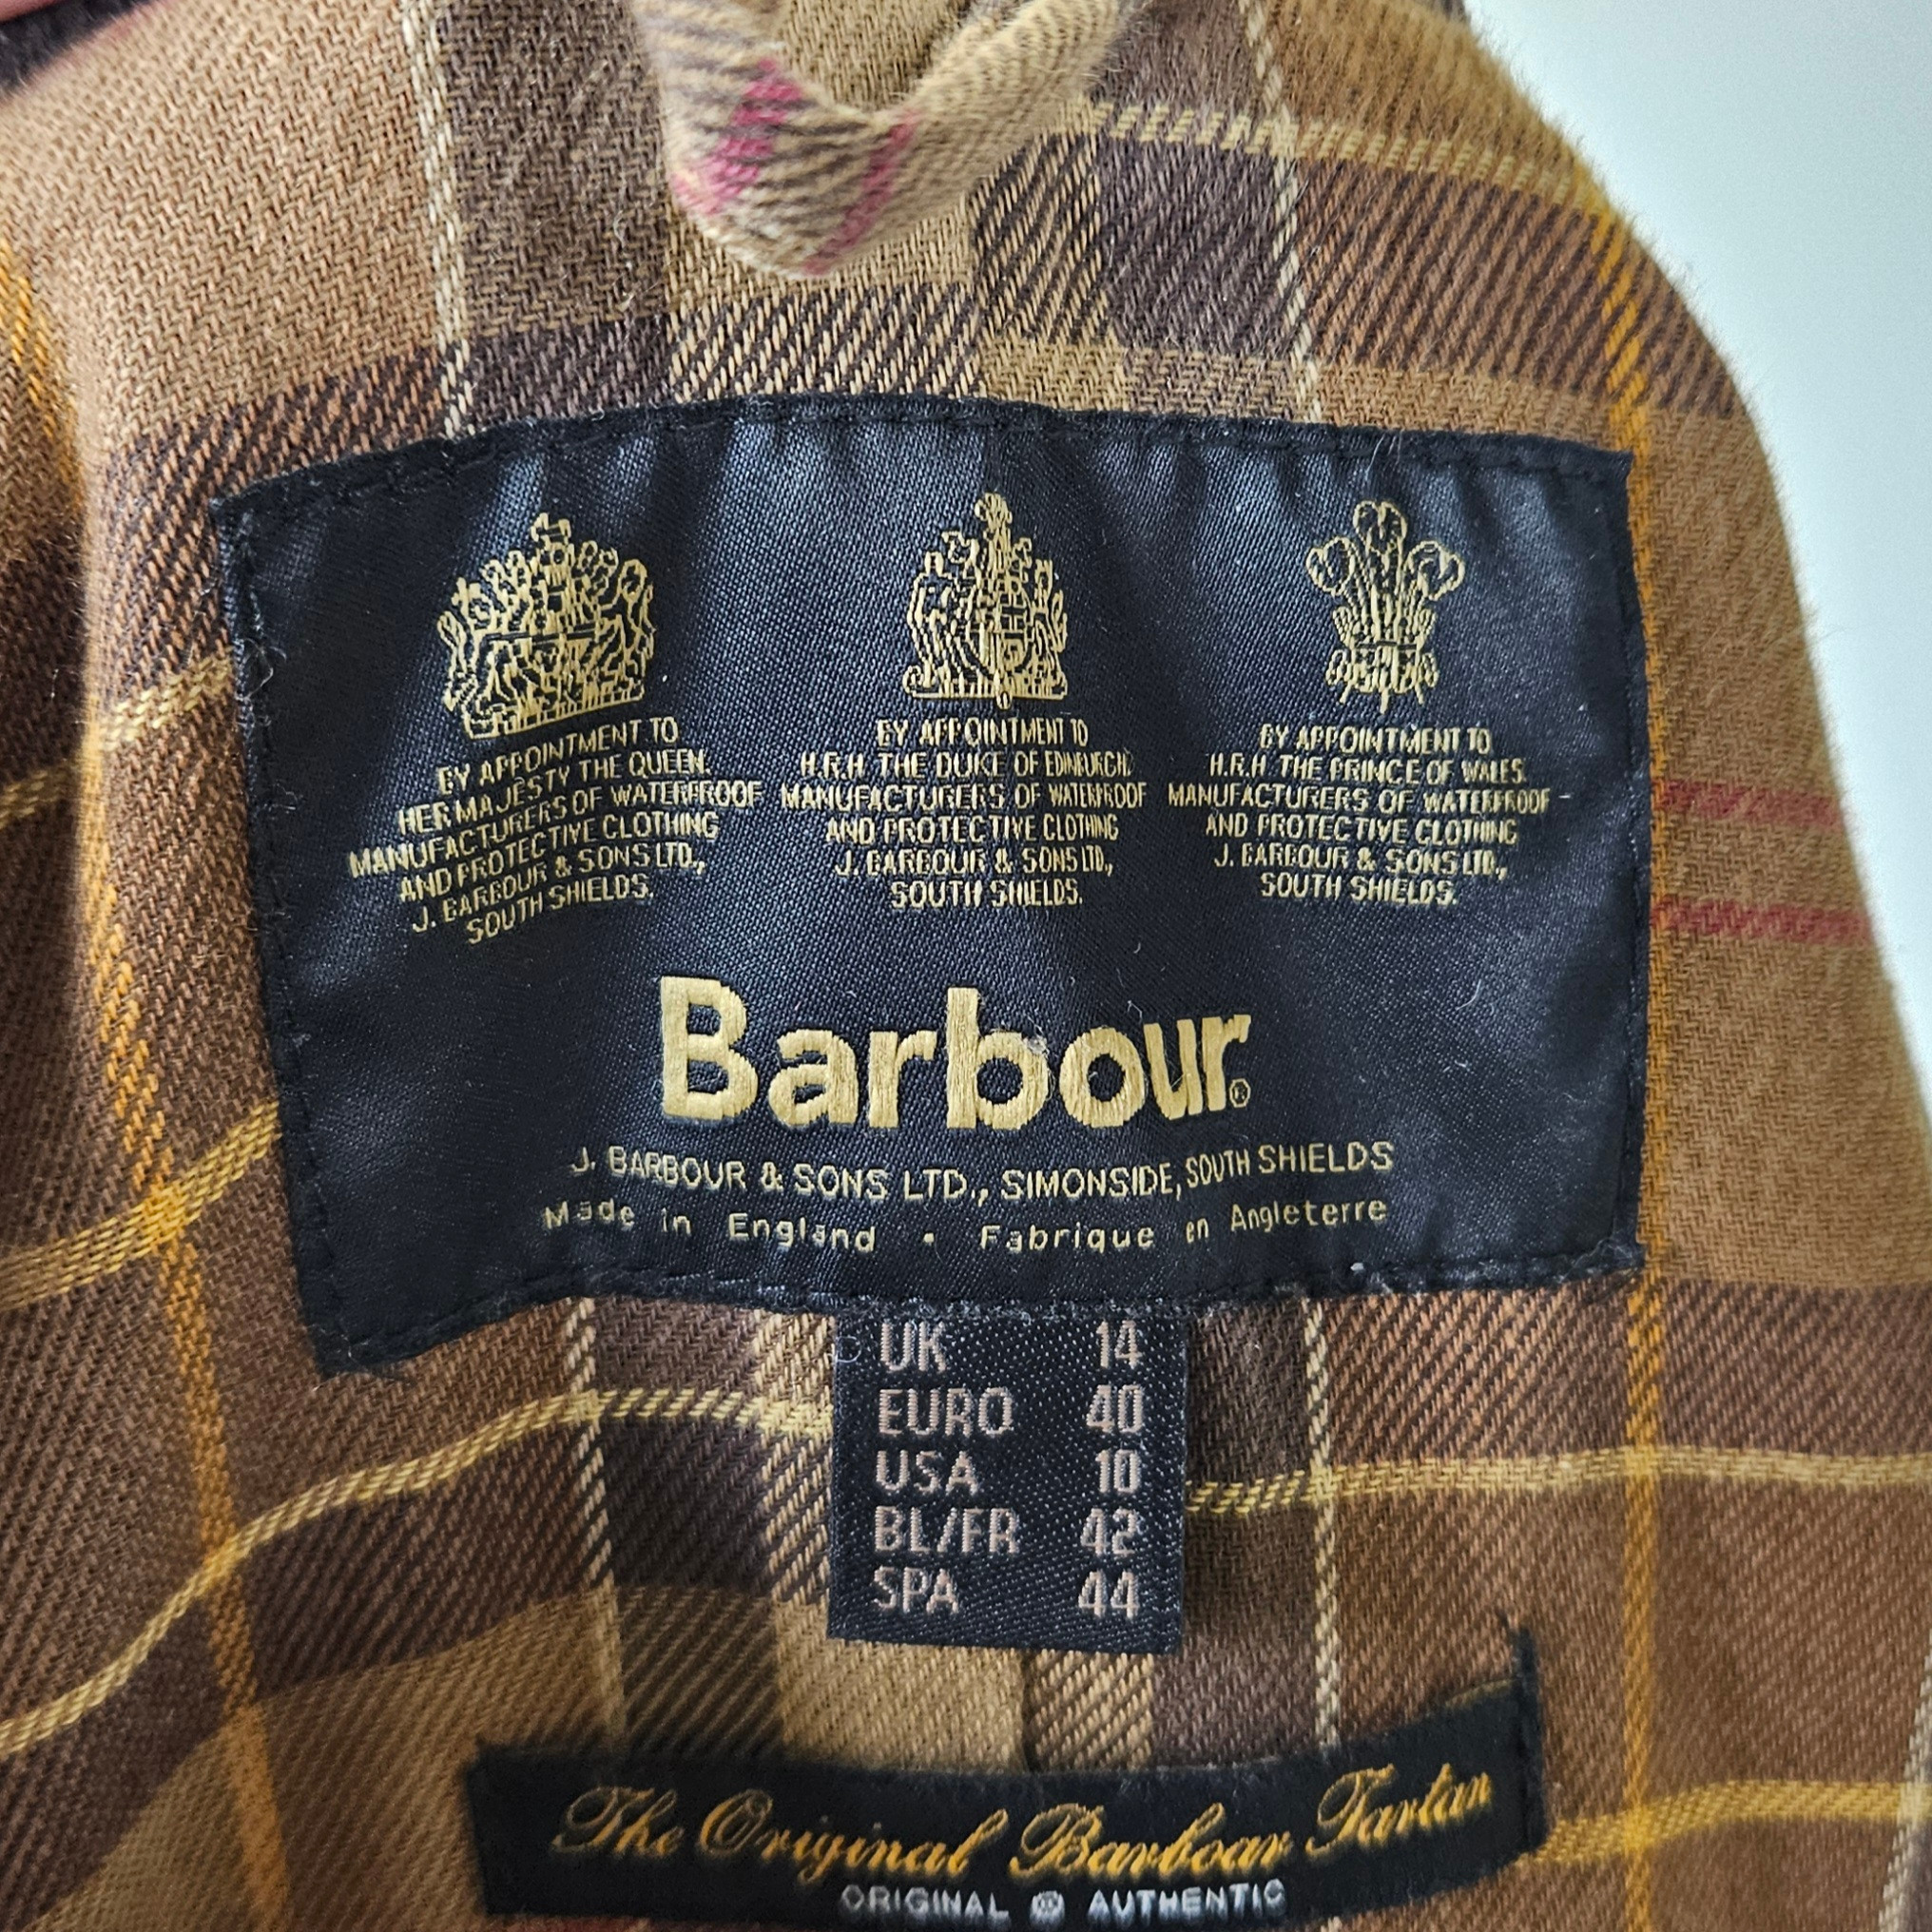 BY APPOINTMENT TO
HER MAJESTY THE QUEEN.
MANUFACTURERS OF WATERPROOF
AND PROTECTIVE CLOTHING
J. BARBOUR & SONS LTD.,
SOUTH SHIELDS.
BY APPOINTMENT TO
H.R.H THE DUKE OF EDINBURGH.
MANUFACTURERS OF WATERPROOF
AND PROTECTIVE CLOTHING
J. BARBOUR & SONS LTD.,
SOUTH SHIELDS.
BY APPOINTMENT TO
H.R.H THE PRINCE OF WALES.
MANUFACTURERS OF WATERPROOF
AND PROTECTIVE CLOTHING
J. BARBOUR & SONS LTD.,
SOUTH SHIELDS.
Barbour®
J. BARBOUR & SONS LTD., SIMONSIDE, SOUTH SHIELDS
Made in England • Fabrique en Angleterre
UK 14
EURO 40
USA 10
BL/FR 42
SPA 44
The Original Barbour Tartan
ORIGINAL @ AUTHENTIC